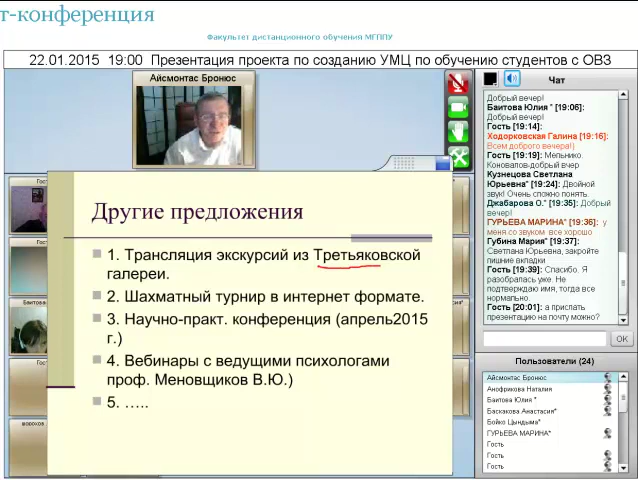 т-конференция
Факультет дистанционного обучения МГППУ
22.01.2015 19:00 Презентация проекта по созданию УМЦ по обучению студентов с ОВЗ
Айсмонтас Бронюс
Другие предложения
1. Трансляция экскурсий из Третьяковской
галереи.
2. Шахматный турнир в интернет формате.
3. Научно-практ. конференция (апрель2015
г.)
4. Вебинары с ведущими психологами
проф. Меновщиков В.Ю.)
5. …..
Чат
Добрый вечер!
Баитова Юлия * [19:06]:
Добрый вечер!
Гость [19:14]:
Ходорковская Галина [19:16]:
Всем доброго вечера!)
Гость [19:19]: Мельнико.
Коновалов-добрый вчер
Кузнецова Светлана
Юрьевна* [19:24]: Двойной
звук! Очень сложно понять.
Джабарова О.* [19:35]: Добрый
вечер!
ГУРЬЕВА МАРИНА* [19:36]: у
меня со звуком все хорошо
Губина Мария* [19:37]:
Светлана Юрьевна, закройте
лишние вкладки
Гость [19:39]: Спасибо. Я
разобралась уже. Не
подтверждаю имя, тогда все
нормально.
Гость [20:01]: а прислать
презентацию на почту можно?
OK
Пользователи (24)
Айсмонтас Бронюс
Анофрикова Наталия
Баитова Юлия *
Баскакова Анастасия*
Бойко Цындыма*
ГУРЬЕВА МАРИНА*
Гость
Гость
Гость